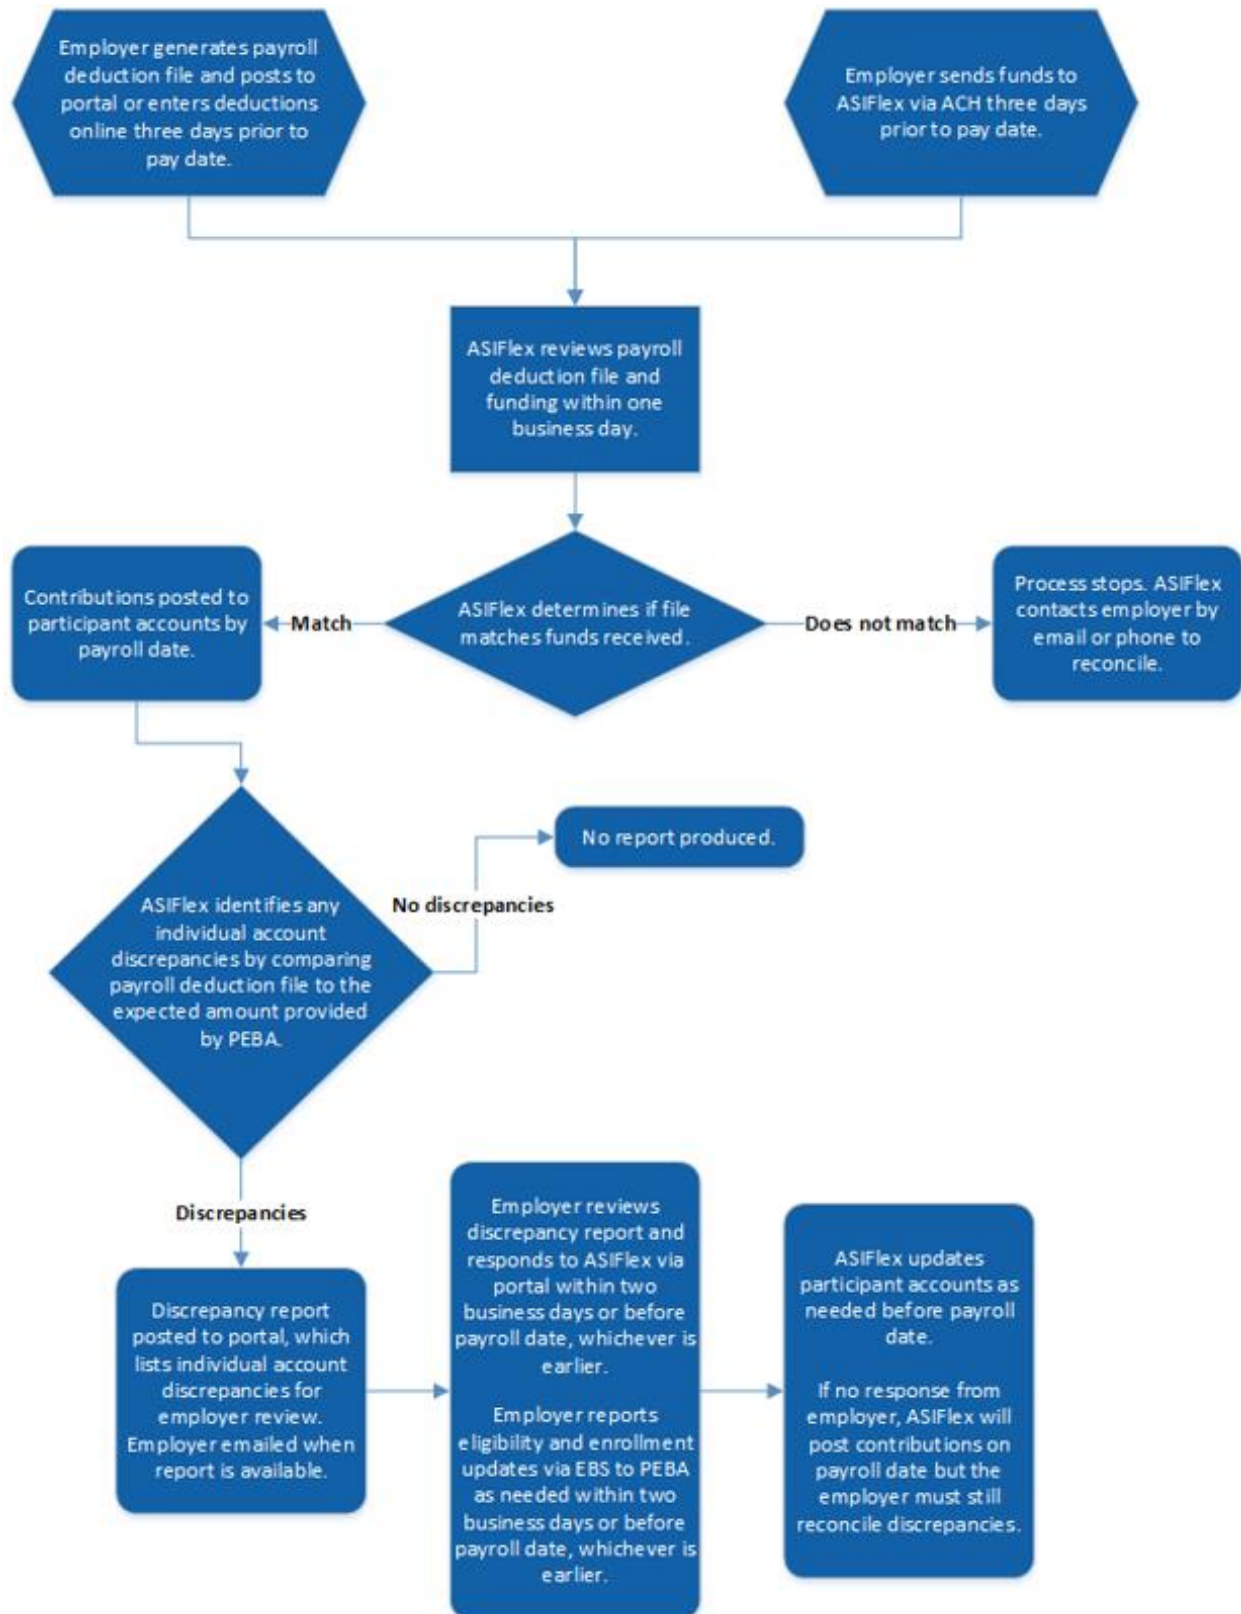 Employer generates payroll
deduction file and posts to
portal or enters deductions
online three days prior to
pay date.
Employer sends funds to
ASIFlex via ACH three days
prior to pay date.
ASIFlex reviews payroll
deduction file and
funding within one
business day.
ASIFlex determines if file
matches funds received.
Match
Does not match
Contributions posted to
participant accounts by
payroll date.
Process stops. ASIFlex
contacts employer by
email or phone to
reconcile.
ASIFlex identifies any
individual account
discrepancies by comparing
payroll deduction file to the
expected amount provided
by PEBA.
No discrepancies
No report produced.
Discrepancies
Discrepancy report
posted to portal, which
lists individual account
discrepancies for
employer review.
Employer emailed when
report is available.
Employer reviews
discrepancy report and
responds to ASIFlex via
portal within two
business days or before
payroll date, whichever is
earlier.
Employer reports
eligibility and enrollment
updates via EBS to PEBA
as needed within two
business days or before
payroll date, whichever is
earlier.
ASIFlex updates
participant accounts as
needed before payroll
date.
If no response from
employer, ASIFlex will
post contributions on
payroll date but the
employer must still
reconcile discrepancies.